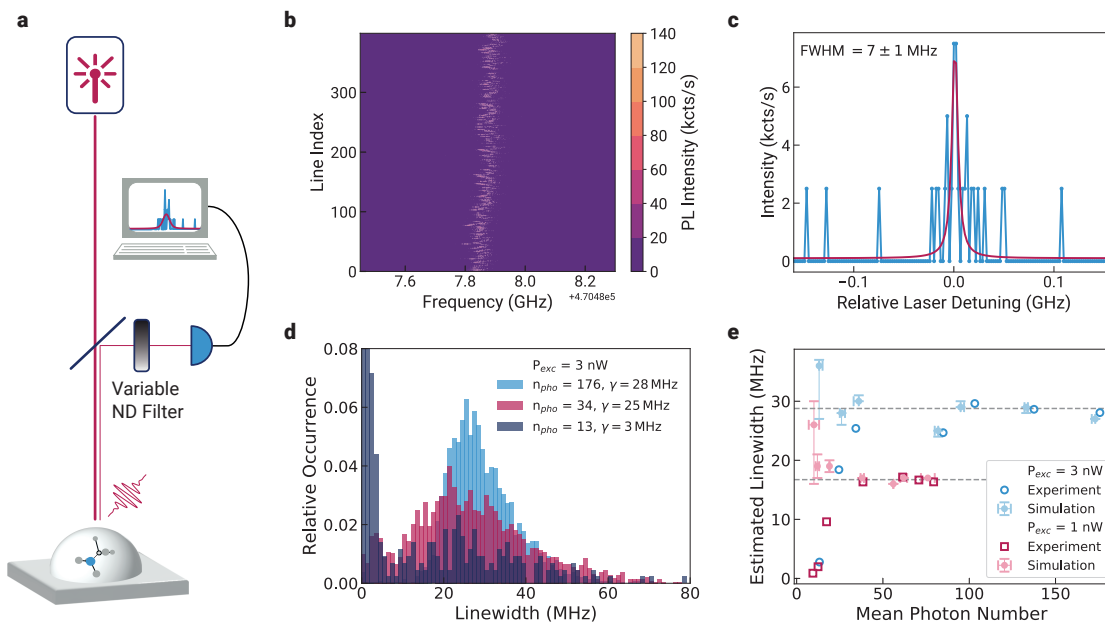 a
Variable
ND Filter
b
Line Index
0
100
200
300
7.6
7.8
8.0
8.2
+4.7048e5
Frequency (GHz)
0
20
40
60
80
100
120
140
PL Intensity (kcts/s)
c
FWHM = 7 ± 1 MHz
Intensity (kcts/s)
0
2
4
6
−0.1
0.0
0.1
Relative Laser Detuning (GHz)
d
Relative Occurrence
0.00
0.02
0.04
0.06
0.08
P_exc = 3 nW
n_pho = 176, γ = 28 MHz
n_pho = 34, γ = 25 MHz
n_pho = 13, γ = 3 MHz
0
20
40
60
80
Linewidth (MHz)
e
Estimated Linewidth (MHz)
0
10
20
30
P_exc = 3 nW
Experiment
Simulation
P_exc = 1 nW
Experiment
Simulation
0
50
100
150
Mean Photon Number